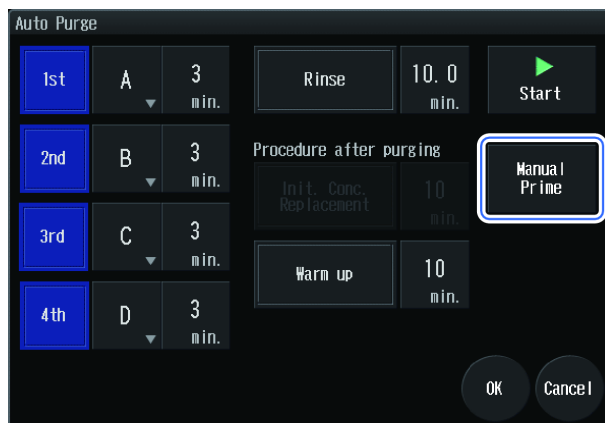 Auto Purge
1st A 3 min.
2nd B 3 min.
3rd C 3 min.
4th D 3 min.
Rinse 10.0 min.
Procedure after purging
Init. Conc.
Replacement
10 min.
Warm up 10 min.
Start
Manual
Prime
OK Cancel